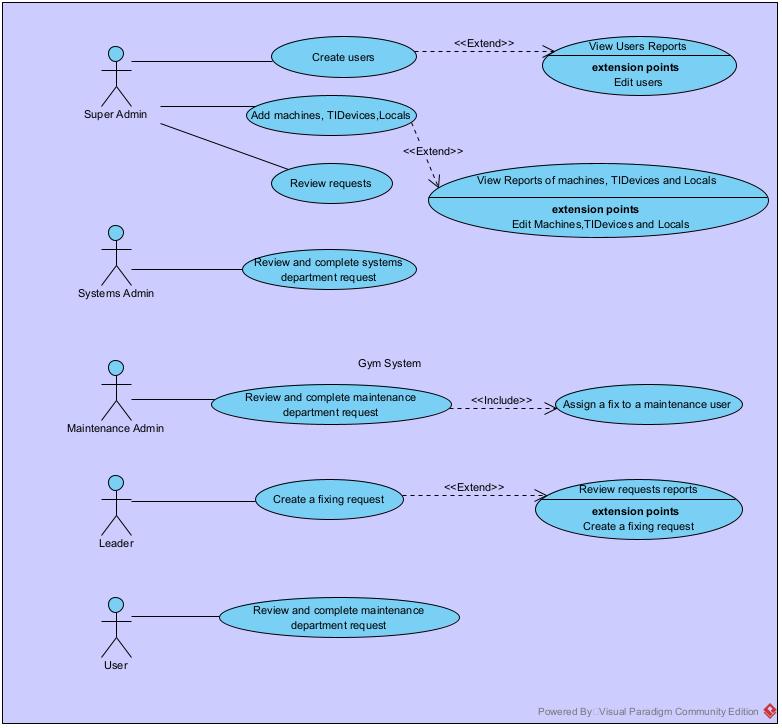 Create users
<<Extend>>
View Users Reports
extension points
Edit users
Super Admin
Add machines, TIDevices,Locals
<<Extend>>
Review requests
View Reports of machines, TIDevices and Locals
extension points
Edit Machines,TIDevices and Locals
Systems Admin
Review and complete systems
department request
Gym System
Maintenance Admin
Review and complete maintenance
department request
<<Include>>
Assign a fix to a maintenance user
Leader
Create a fixing request
<<Extend>>
Review requests reports
extension points
Create a fixing request
User
Review and complete maintenance
department request
Powered By Visual Paradigm Community Edition